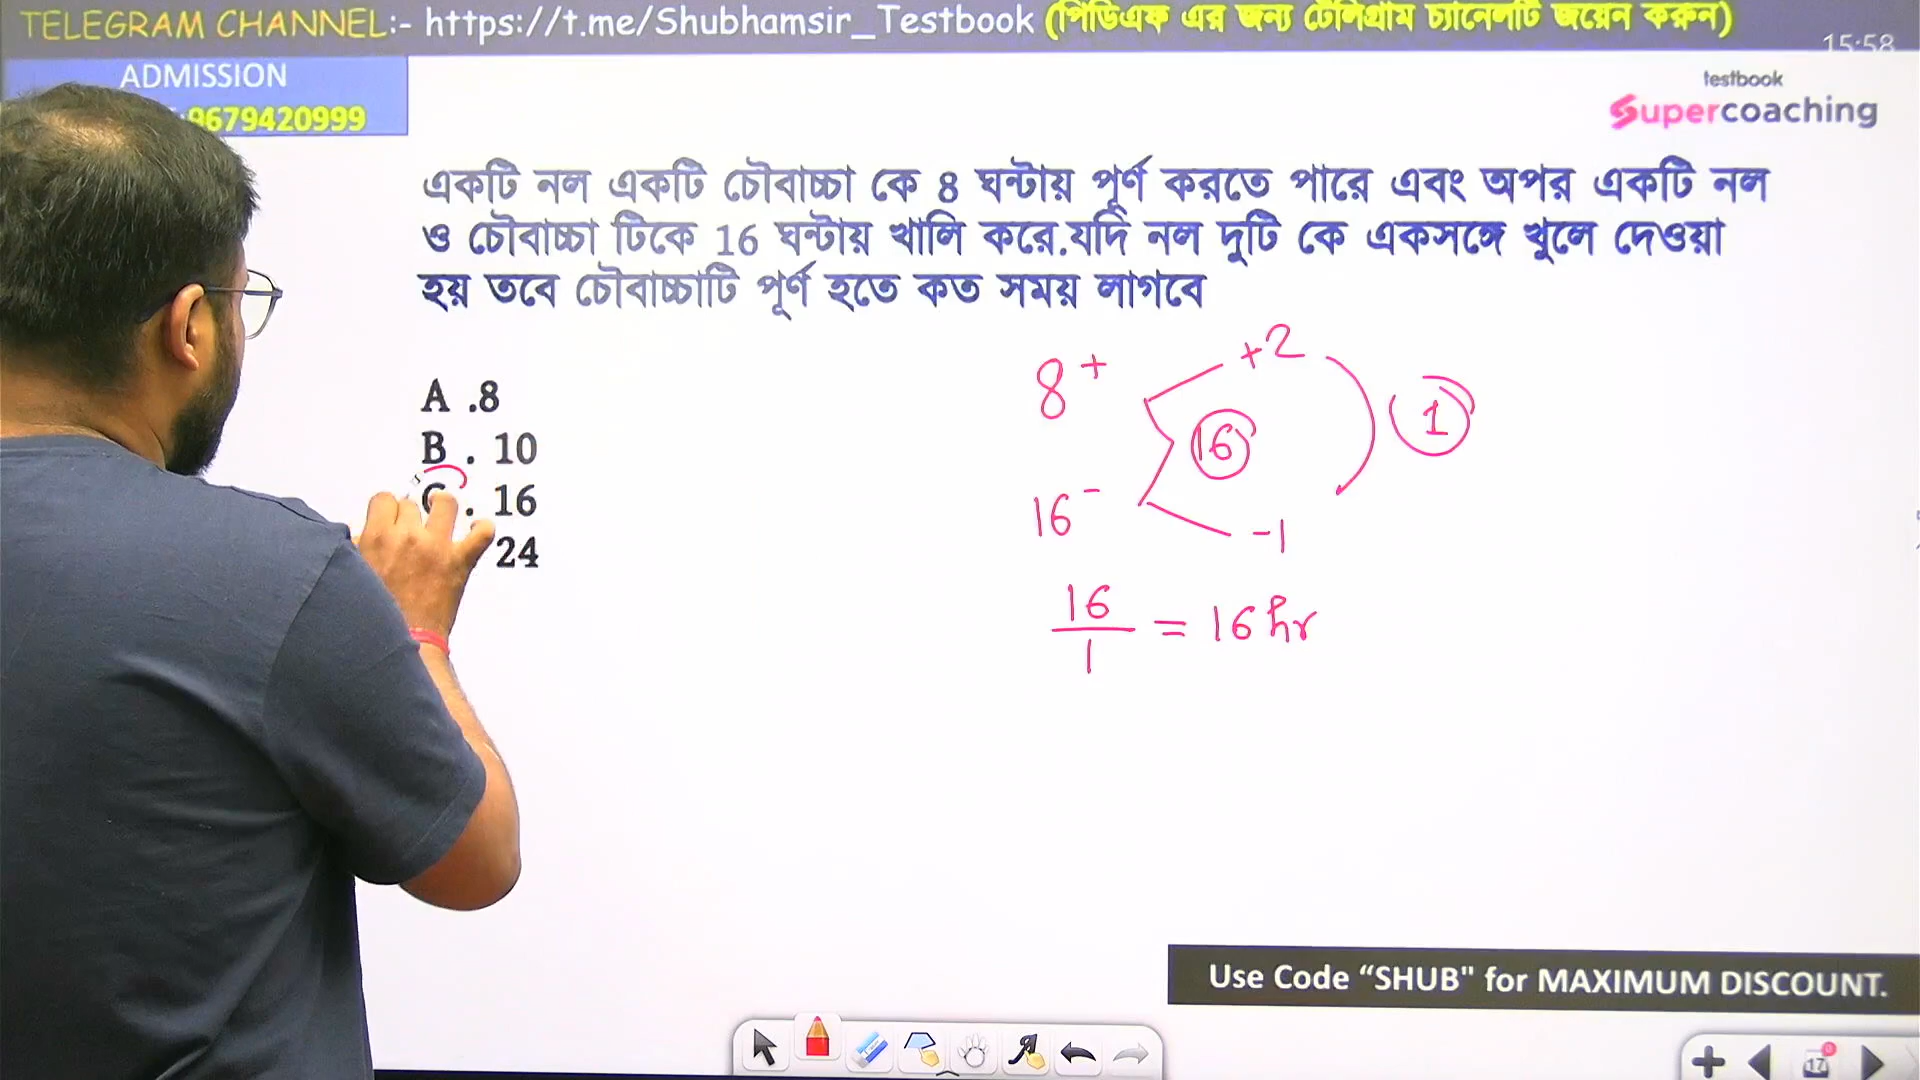 TELEGRAM CHANNEL:- https://t.me/Shubhamsir_Testbook (পিডিএফ এর জন্য টেলিগ্রাম চ্যানেলটি জয়েন করুন)
15:58
ADMISSION
9679420999
testbook
Supercoaching
একটি নল একটি চৌবাচ্চা কে 8 ঘন্টায় পূর্ণ করতে পারে এবং অপর একটি নল
ও চৌবাচ্চা টিকে 16 ঘন্টায় খালি করে.যদি নল দুটি কে একসঙ্গে খুলে দেওয়া
হয় তবে চৌবাচ্চাটি পূর্ণ হতে কত সময় লাগবে
A .8
B . 10
C . 16
24
8+
+2
16
1
16-
-1
16/1 = 16 hr
Use Code “SHUB" for MAXIMUM DISCOUNT.
17